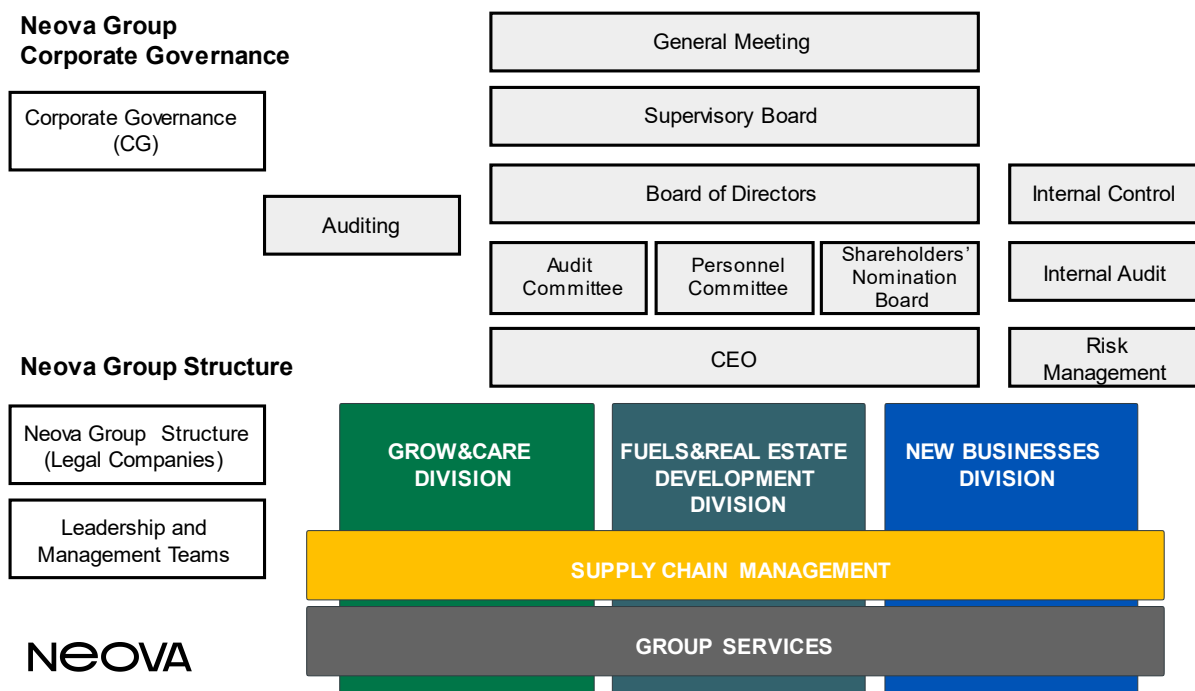 Neova Group
Corporate Governance
General Meeting
Corporate Governance
(CG)
Supervisory Board
Board of Directors
Internal Control
Auditing
Audit
Committee
Personnel
Committee
Shareholders’
Nomination
Board
Internal Audit
CEO
Risk
Management
Neova Group Structure
Neova Group Structure
(Legal Companies)
Leadership and
Management Teams
GROW&CARE
DIVISION
FUELS&REAL ESTATE
DEVELOPMENT
DIVISION
NEW BUSINESSES
DIVISION
SUPPLY CHAIN MANAGEMENT
GROUP SERVICES
NEOVA